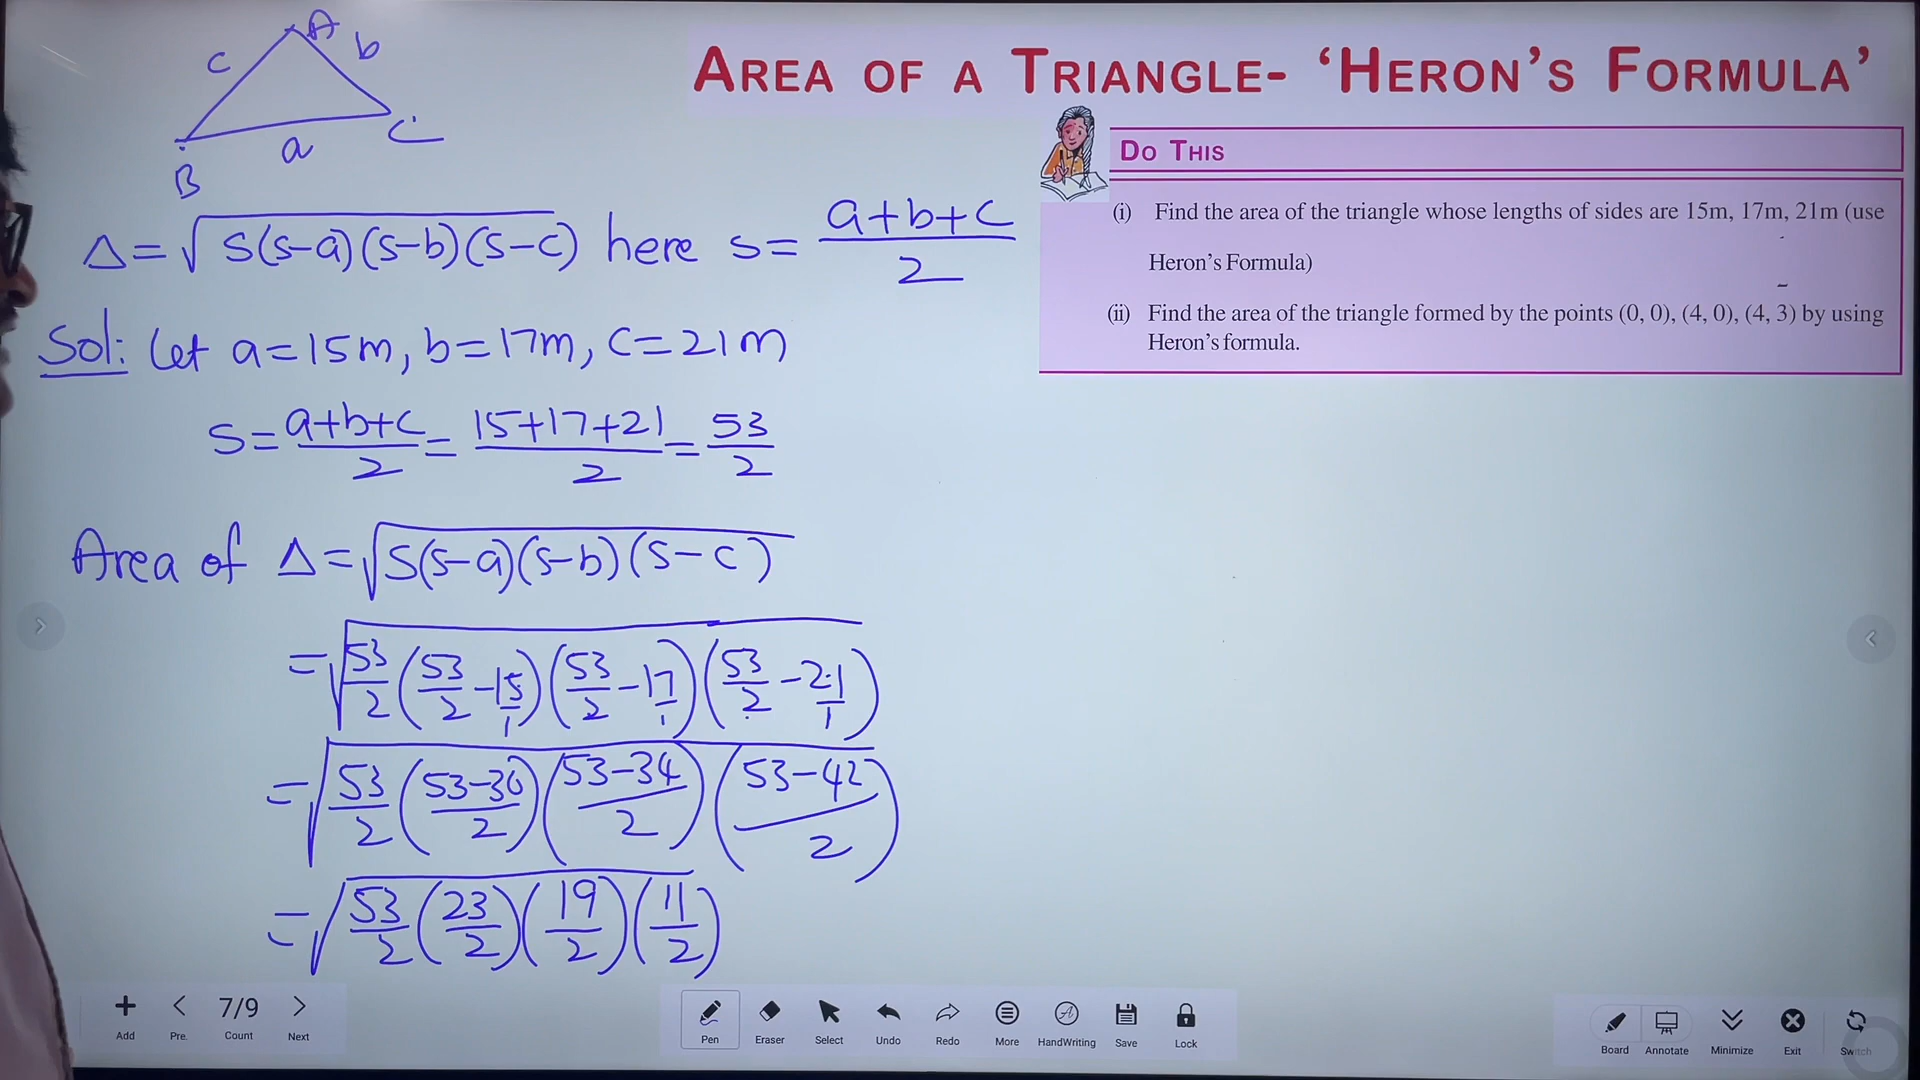 AREA OF A TRIANGLE- ‘HERON’S FORMULA’
DO THIS
(i) Find the area of the triangle whose lengths of sides are 15m, 17m, 21m (use
Heron’s Formula)
(ii) Find the area of the triangle formed by the points (0, 0), (4, 0), (4, 3) by using
Heron’s formula.
A
c b
B a C
Δ = √S(s-a)(s-b)(s-c) here s = a+b+c/2
Sol: Let a=15m, b=17m, c=21m
S = a+b+c/2 = 15+17+21/2 = 53/2
Area of Δ = √S(s-a)(s-b)(s-c)
= √53/2 (53/2 - 15/1) (53/2 - 17/1) (53/2 - 21/1)
= √53/2 (53-30/2) (53-34/2) (53-42/2)
= √53/2 (23/2) (19/2) (11/2)
Add Pre. 7/9 Count Next
Pen Eraser Select Undo Redo More HandWriting Save Lock
Board Annotate Minimize Exit Switch